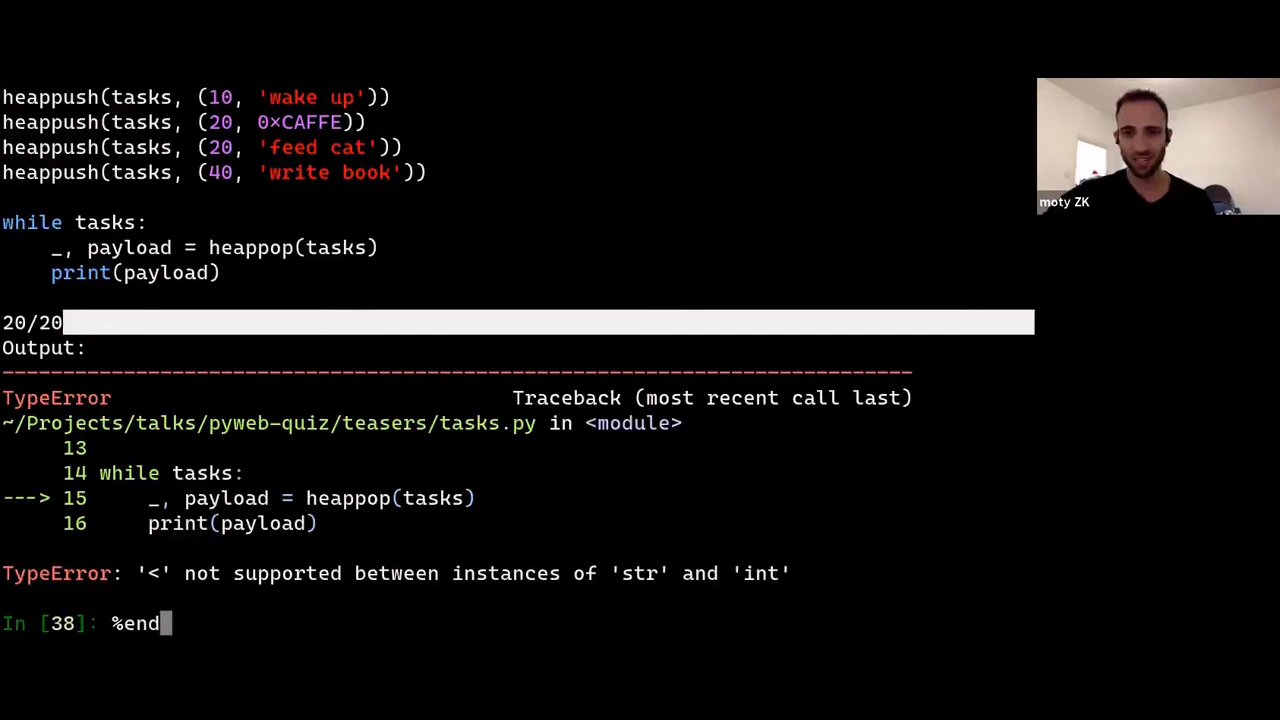 heappush(tasks, (10, 'wake up'))
heappush(tasks, (20, 0×CAFFE))
heappush(tasks, (20, 'feed cat'))
heappush(tasks, (40, 'write book'))
moty ZK
while tasks:
    _, payload = heappop(tasks)
    print(payload)
20/20
Output:
---------------------------------------------------------------------------
TypeError                                 Traceback (most recent call last)
~/Projects/talks/pyweb-quiz/teasers/tasks.py in <module>
     13
     14 while tasks:
---> 15     _, payload = heappop(tasks)
     16     print(payload)
TypeError: '<' not supported between instances of 'str' and 'int'
In [38]: %end